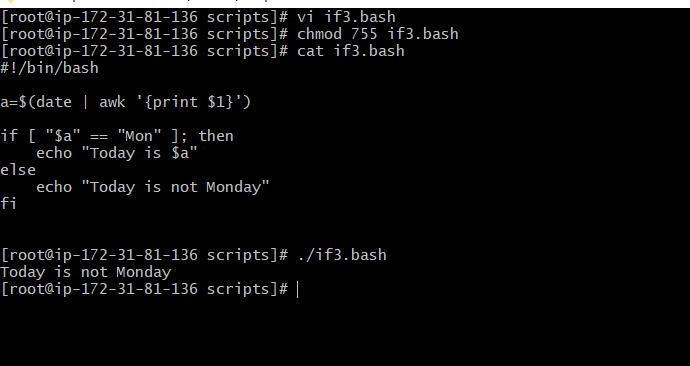 [root@ip-172-31-81-136 scripts]# vi if3.bash
[root@ip-172-31-81-136 scripts]# chmod 755 if3.bash
[root@ip-172-31-81-136 scripts]# cat if3.bash
#!/bin/bash

a=$(date | awk '{print $1}')

if [ "$a" == "Mon" ]; then
    echo "Today is $a"
else
    echo "Today is not Monday"
fi


[root@ip-172-31-81-136 scripts]# ./if3.bash
Today is not Monday
[root@ip-172-31-81-136 scripts]#